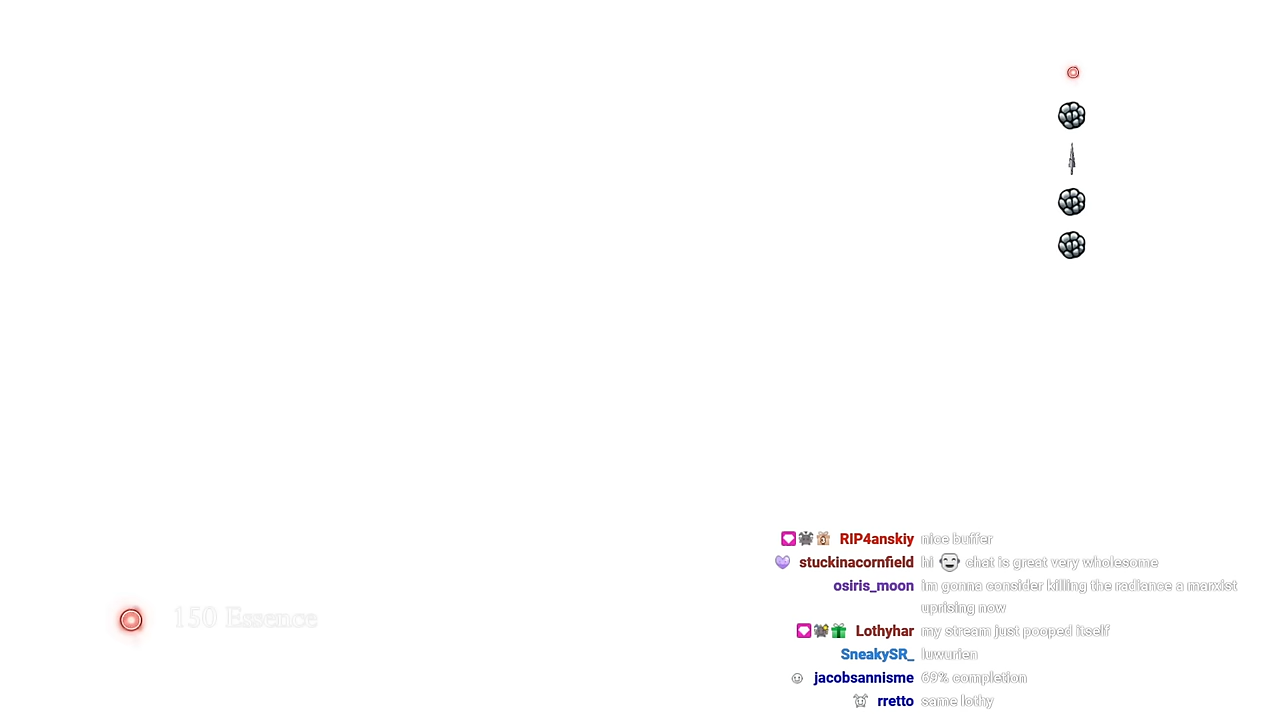 RIP4anskiy nice buffer
stuckinacornfield hi chat is great very wholesome
osiris_moon im gonna consider killing the radiance a marxist
uprising now
150 Essence
Lothyhar my stream just pooped itself
SneakySR_ luwurien
jacobsannisme 69% completion
rretto same lothy